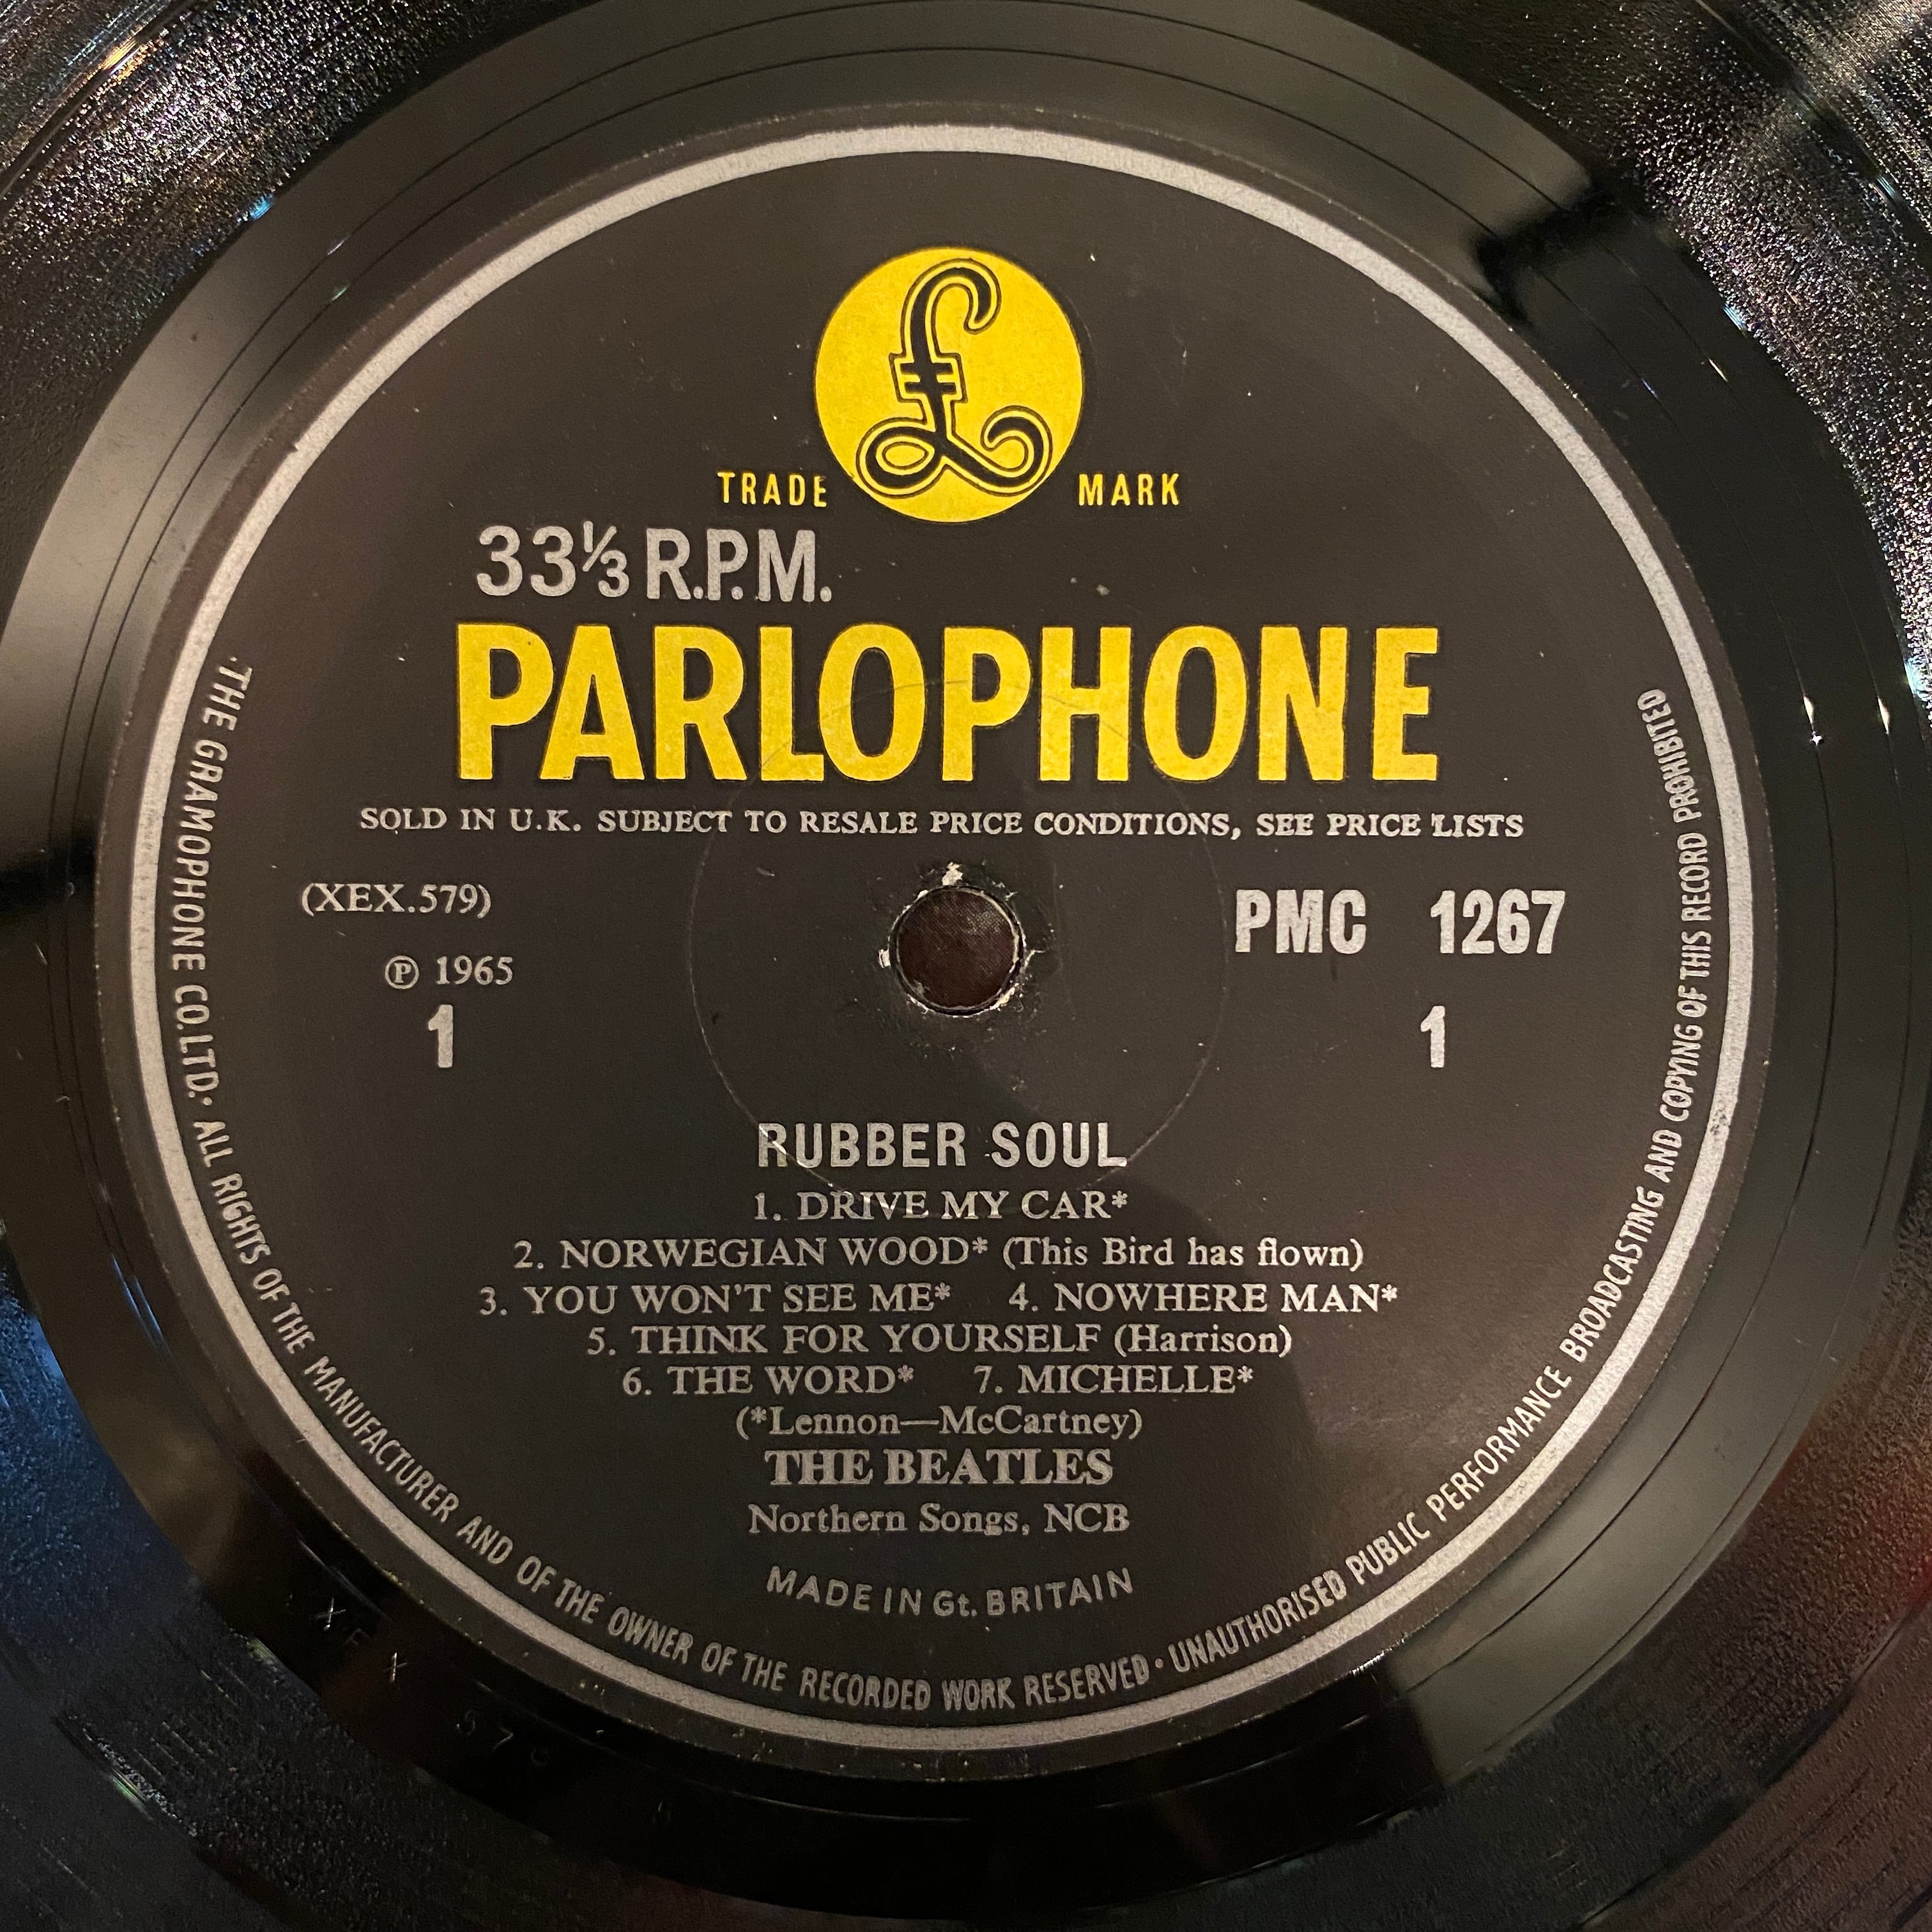 £
TRADE MARK
33⅓ R.P.M.
PARLOPHONE
SOLD IN U.K. SUBJECT TO RESALE PRICE CONDITIONS, SEE PRICE LISTS
(XEX.579)
PMC 1267
℗ 1965
1
1
RUBBER SOUL
1. DRIVE MY CAR*
2. NORWEGIAN WOOD* (This Bird has flown)
3. YOU WON'T SEE ME* 4. NOWHERE MAN*
5. THINK FOR YOURSELF (Harrison)
6. THE WORD* 7. MICHELLE*
(*Lennon—McCartney)
THE BEATLES
Northern Songs, NCB
MADE IN Gt. BRITAIN
·THE GRAMOPHONE CO. LTD.· ALL RIGHTS OF THE MANUFACTURER AND OF THE OWNER OF THE RECORDED WORK RESERVED · UNAUTHORISED PUBLIC PERFORMANCE BROADCASTING AND COPYING OF THIS RECORD PROHIBITED
XEX